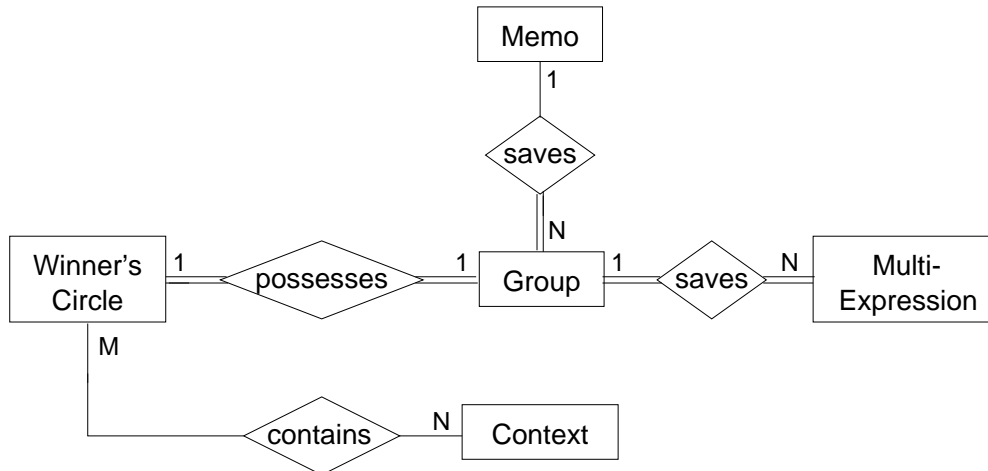 Memo
1
saves
N
Winner's
Circle
1
possesses
1
Group
1
saves
N
Multi-
Expression
M
contains
N
Context